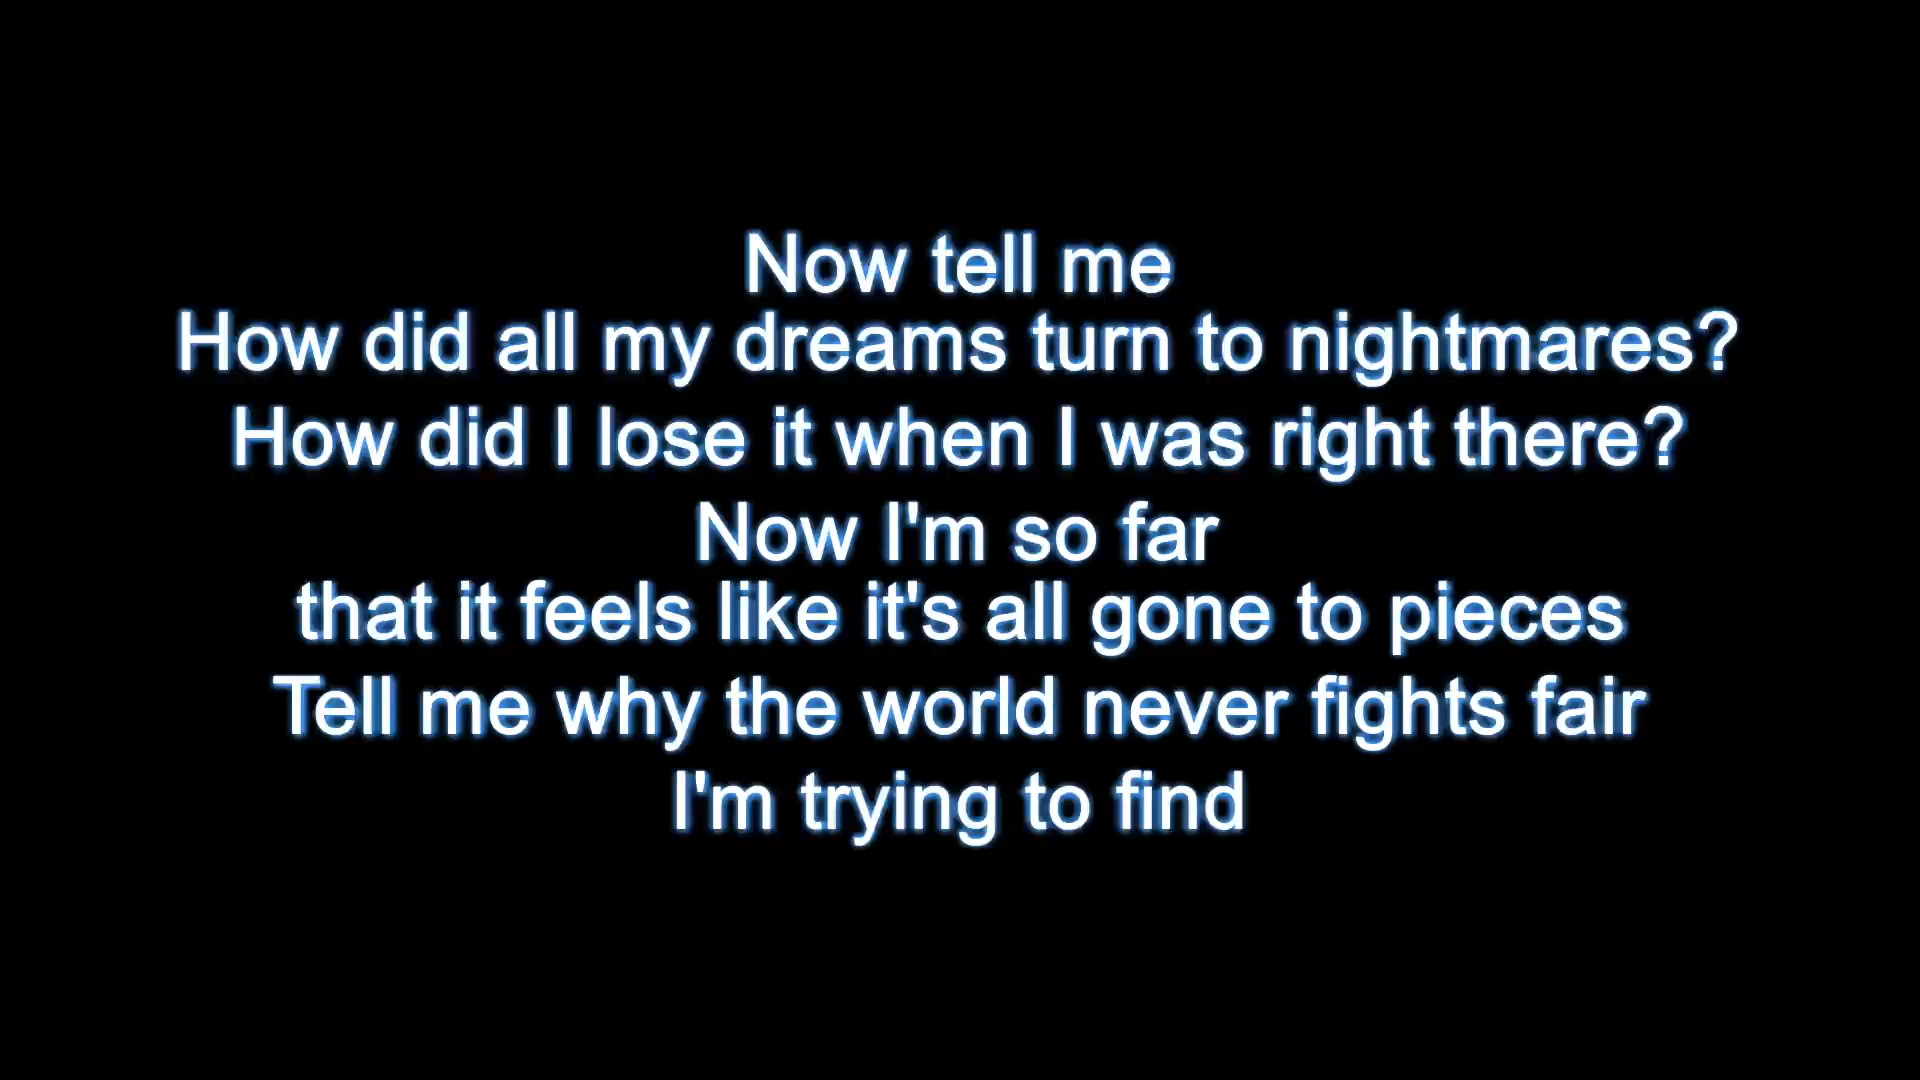 Now tell me
How did all my dreams turn to nightmares?
How did I lose it when I was right there?
Now I'm so far
that it feels like it's all gone to pieces
Tell me why the world never fights fair
I'm trying to find